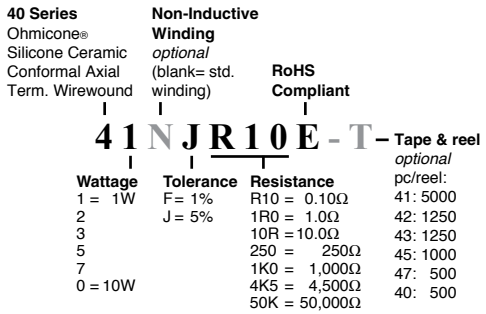 40 Series
Ohmicone®
Silicone Ceramic
Conformal Axial
Term. Wirewound
Non-Inductive
Winding
optional
(blank= std.
winding)
RoHS
Compliant
41NJR10E-T
Tape & reel
optional
pc/reel:
41: 5000
42: 1250
43: 1250
45: 1000
47: 500
40: 500
Wattage
1 = 1W
2
3
5
7
0 = 10W
Tolerance
F= 1%
J = 5%
Resistance
R10 = 0.10Ω
1R0 = 1.0Ω
10R =10.0Ω
250 = 250Ω
1K0 = 1,000Ω
4K5 = 4,500Ω
50K = 50,000Ω